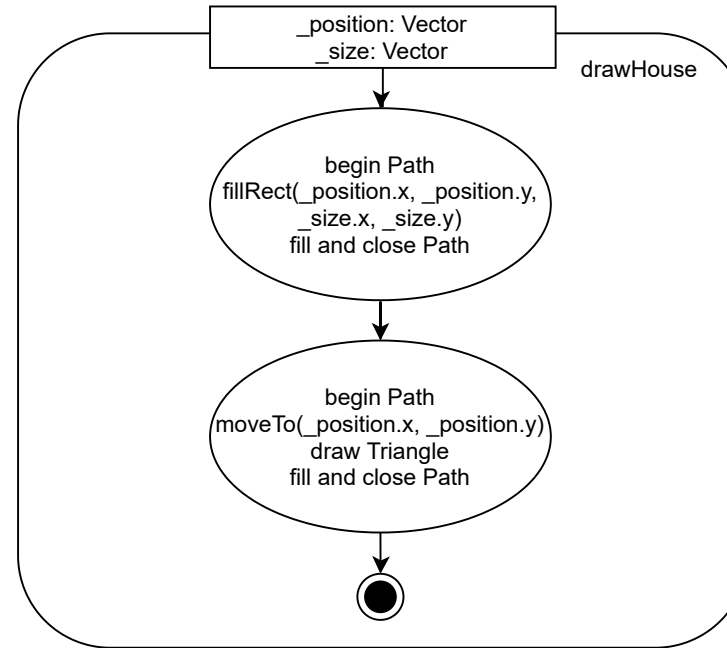 _position: Vector
_size: Vector
drawHouse
begin Path
fillRect(_position.x, _position.y,
_size.x, _size.y)
fill and close Path
begin Path
moveTo(_position.x, _position.y)
draw Triangle
fill and close Path